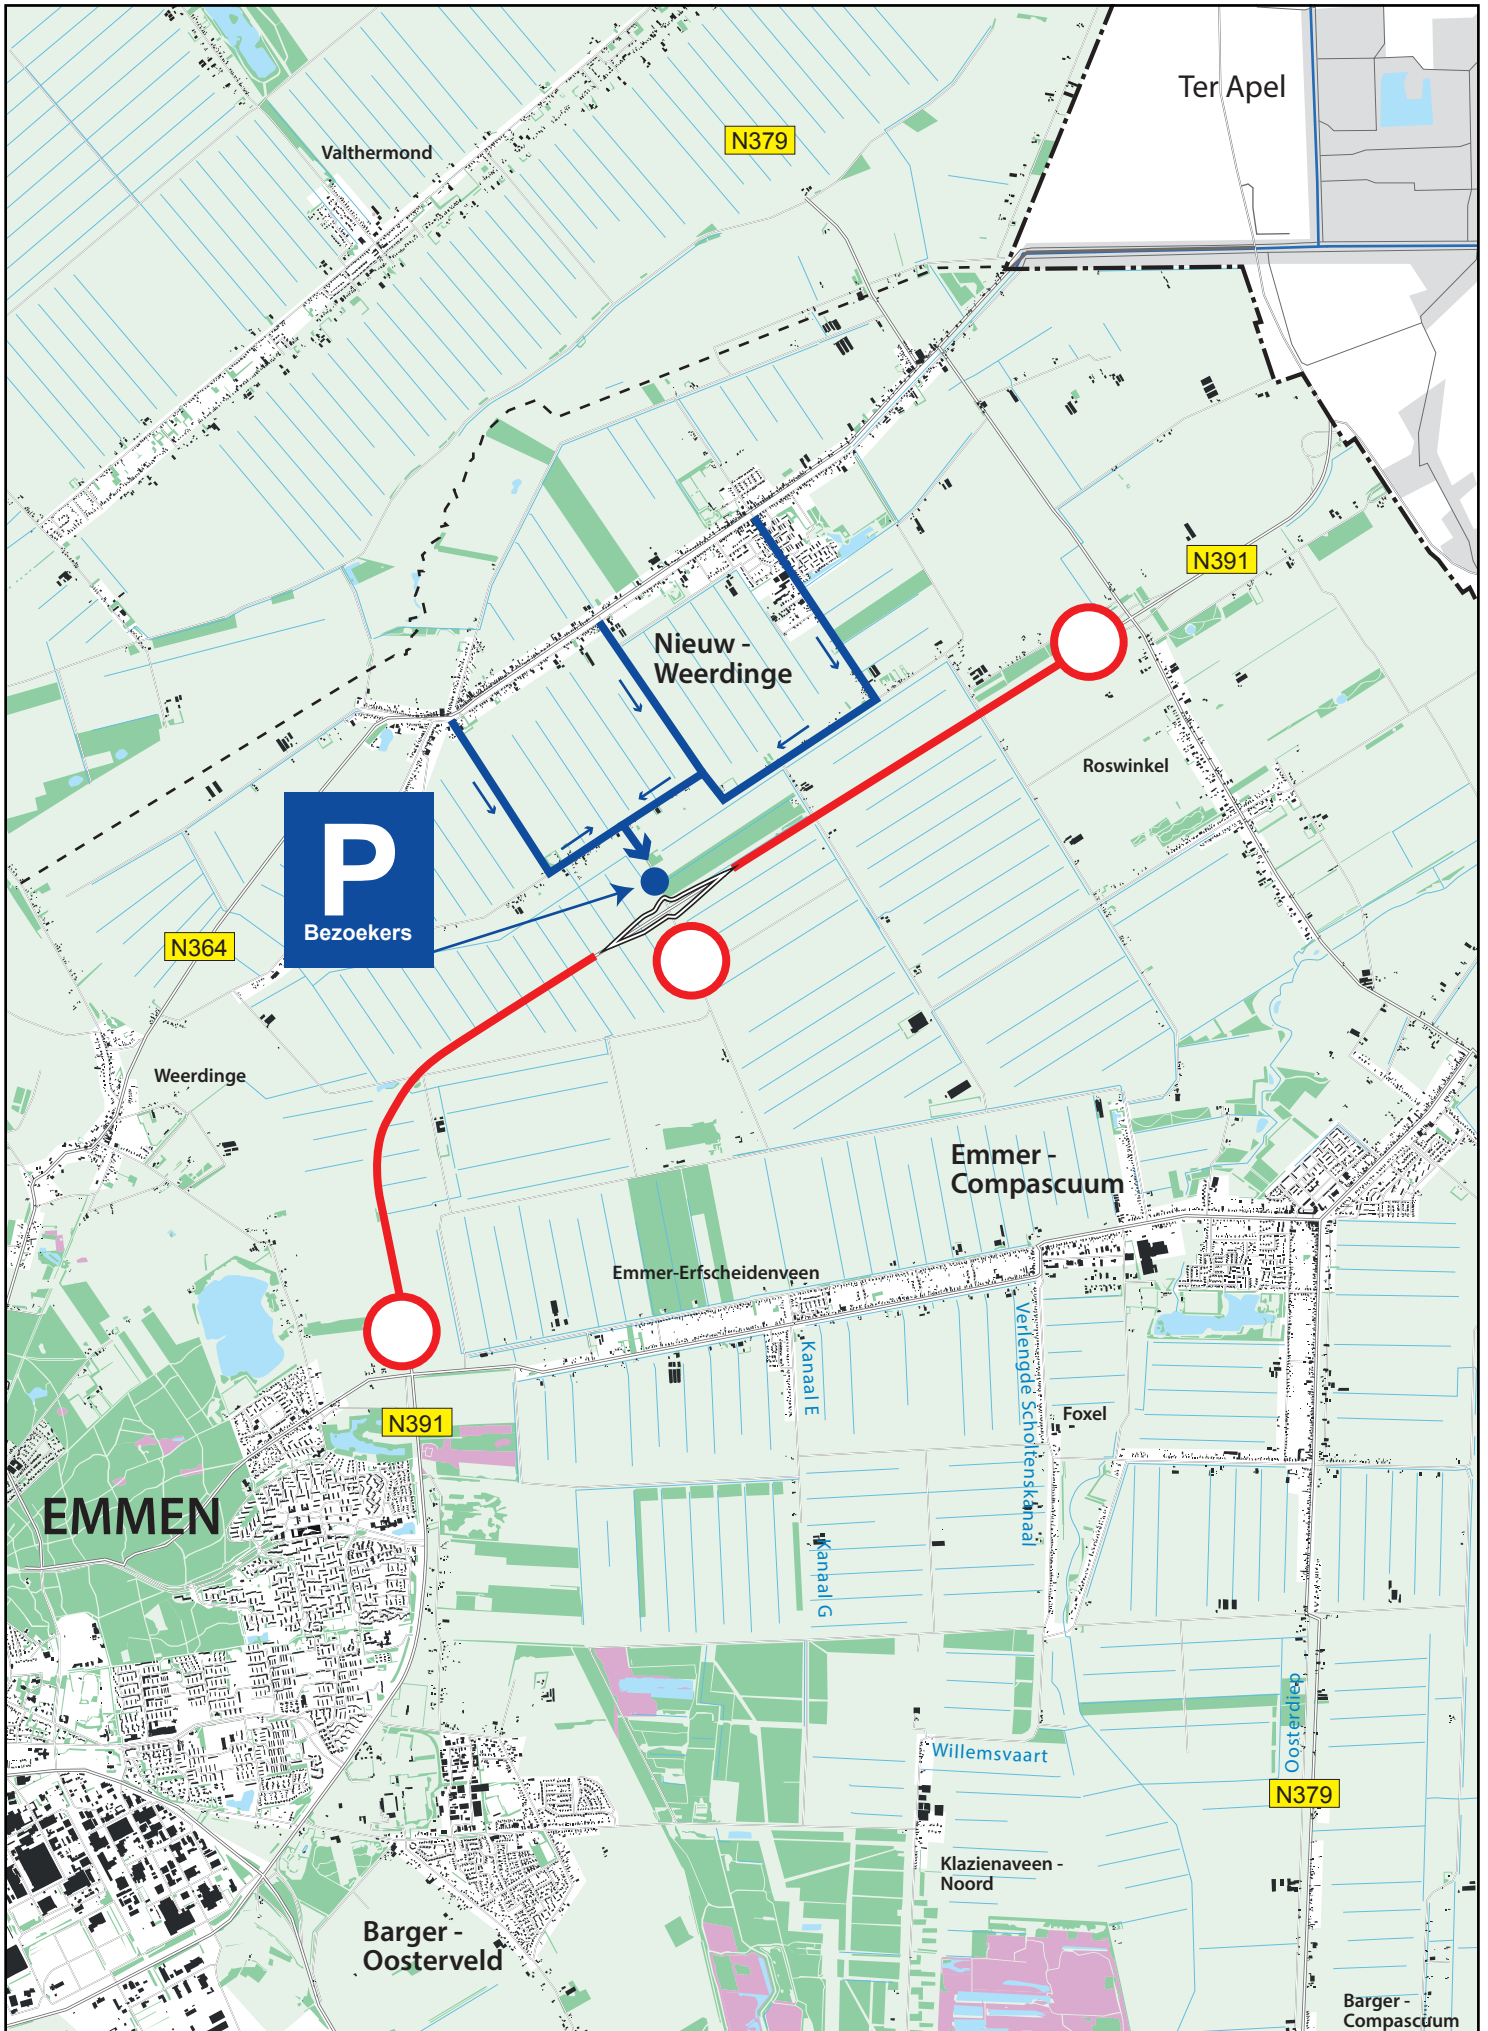 Ter Apel
N379
Valthermond
N391
Nieuw -
Weerdinge
Roswinkel
P
Bezoekers
N364
Weerdinge
Emmer -
Compascuum
Emmer-Erfscheidenveen
Kanaal E
Verlengde Scholtenskanaal
Foxel
N391
EMMEN
Kanaal G
Oosterdiep
Willemsvaart
N379
Klazienaveen -
Noord
Barger -
Oosterveld
Barger -
Compascuum